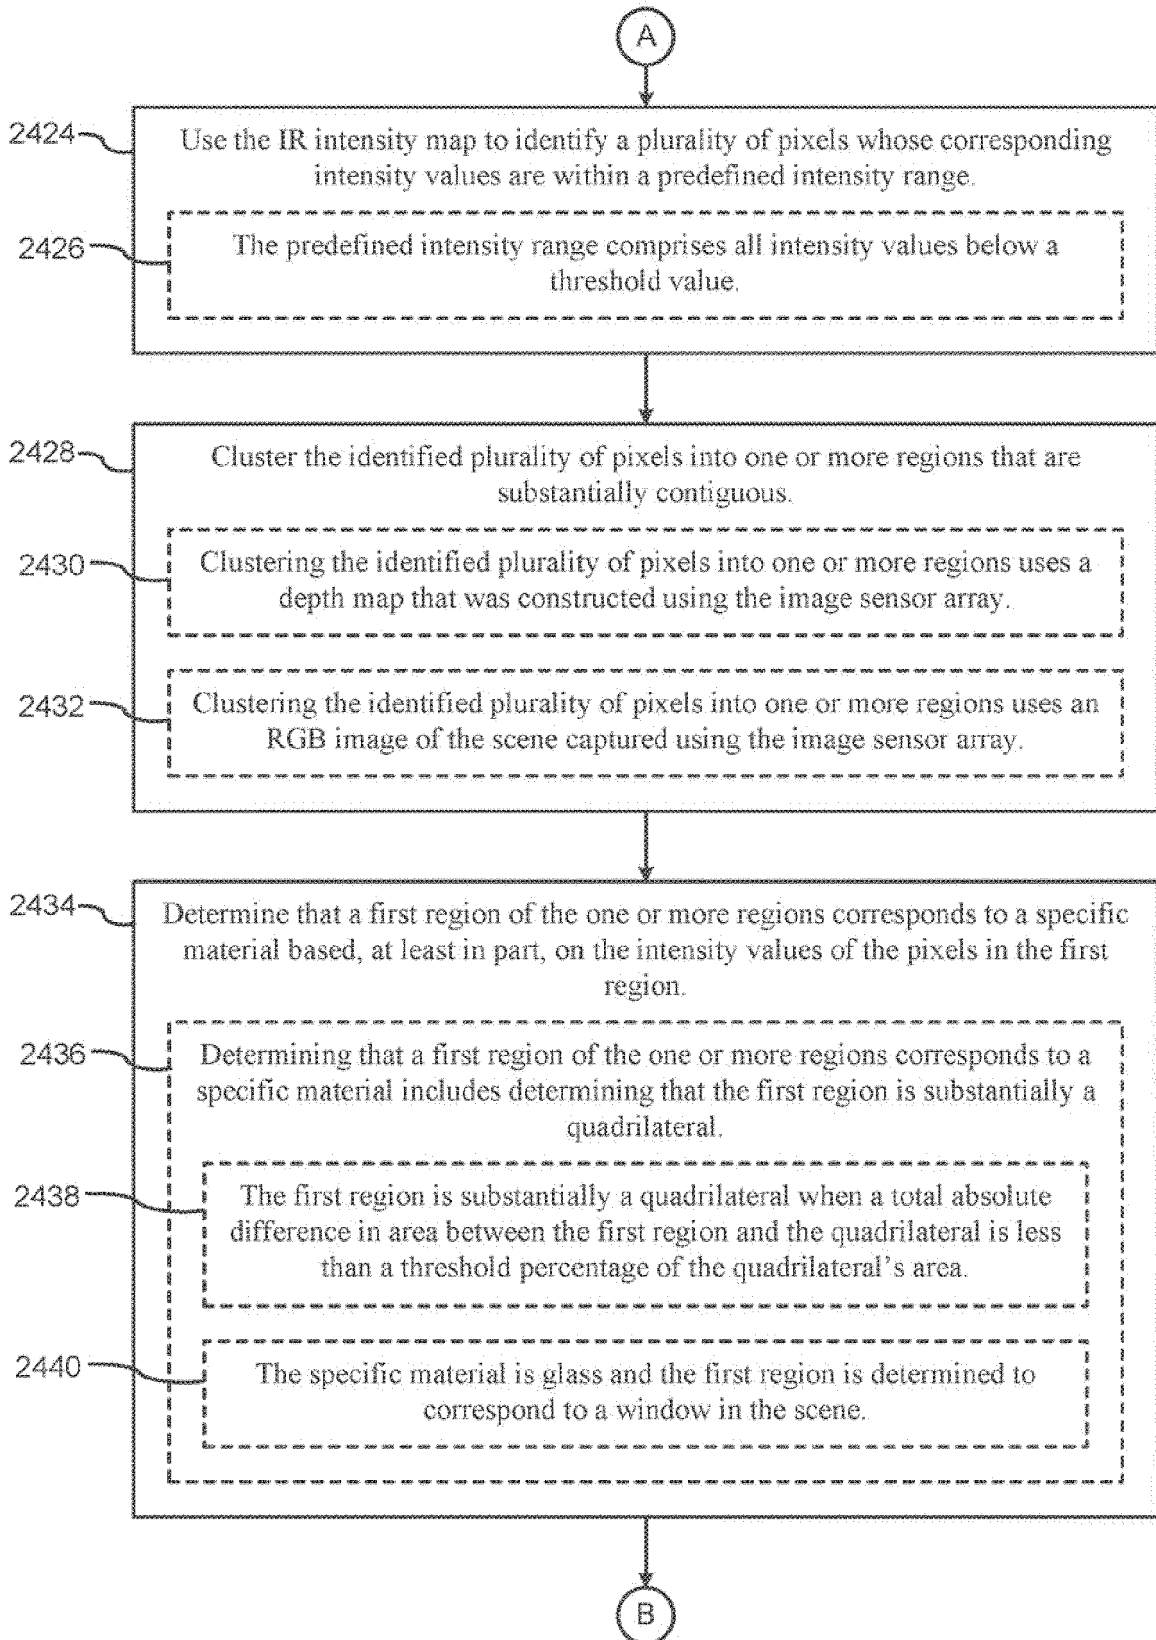 A
2424
Use the IR intensity map to identify a plurality of pixels whose corresponding
intensity values are within a predefined intensity range.
2426
The predefined intensity range comprises all intensity values below a
threshold value.
2428
Cluster the identified plurality of pixels into one or more regions that are
substantially contiguous.
2430
Clustering the identified plurality of pixels into one or more regions uses a
depth map that was constructed using the image sensor array.
2432
Clustering the identified plurality of pixels into one or more regions uses an
RGB image of the scene captured using the image sensor array.
2434
Determine that a first region of the one or more regions corresponds to a specific
material based, at least in part, on the intensity values of the pixels in the first
region.
2436
Determining that a first region of the one or more regions corresponds to a
specific material includes determining that the first region is substantially a
quadrilateral.
2438
The first region is substantially a quadrilateral when a total absolute
difference in area between the first region and the quadrilateral is less
than a threshold percentage of the quadrilateral's area.
2440
The specific material is glass and the first region is determined to
correspond to a window in the scene.
B